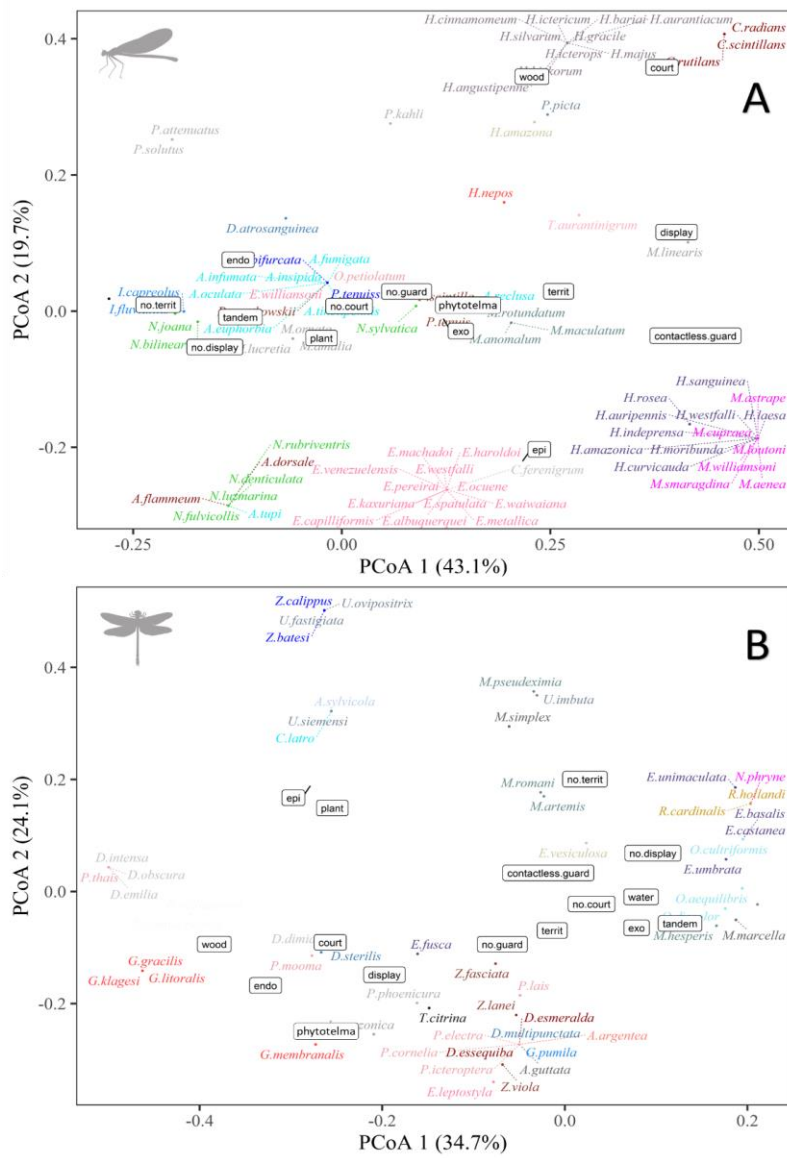 0.4
H.cinnamomeum H.ictericum H.bariai H.aurantiacum
C.radians
H.silvarum H.gracile
C.scintillans
H.icterops H.majus
wood
court
H.angustipenne
A
P.picta
P.kahli
H.amazona
P.attenuatus
P.solutus
0.2
H.nepos
T.aurantinigrum
D.atrosanguinea
display
M.linearis
endo
A.fumigata
A.infumata A.insipida O.petiolatum
I.capreolus
A.oculata E.williansoni
no.guard
territ
no.territ
phytotelma
0.0
tandem
no.court
M.rotundatum
A.euphorbia
exo
N.joana
N.sylvatica
M.maculatum
M.anomalum
no.display
plant
contactless.guard
H.sanguinea
M.astrape
H.rosea
H.auripennis H.westfalli H.laesa
H.indeprensa M.cupraea
N.rubriventris
E.machadoi E.haroldoi
epi
H.amazonica H.moribunda M.loutoni
-0.2
A.dorsale
E.venezuelensis E.westfalli C.ferenigrum
H.curvicauda M.williamsoni
N.denticulata
E.pereirai E.ocuene
M.smaragdina M.aenea
A.flammeum N.luzmarina
E.kaxuriana E.spatulata E.waiwaiana
N.fulvicollis A.tupi
E.capilliformis E.albuquerquei E.metallica
-0.25 0.00 0.25 0.50
PCoA 1 (43.1%)
PCoA 2 (19.7%)
Z.calippus U.ovipositrix
B
U.fastigiata
Z.batesi
0.4
M.pseudeximia
A.sylvicola
U.imbuta
U.siemensi
M.simplex
C.latro
0.2
M.romani
no.territ
E.unimaculata N.phryne
R.hollandi
epi
plant
M.artemis
R.cardinalis
E.basalis
E.castanea
E.vesiculosa
no.display
O.cultriformis
D.intensa
contactless.guard
E.umbrata
D.obscura
P.thais
0.0
D.emilia
no.court
water
O.aequilibris
territ
exo
tandem
wood
court
E.fusca
no.guard
M.hesperis
M.marcella
G.gracilis
D.sterilis
G.klagesi G.litoralis
P.mooma
display
Z.fasciata
endo
P.phoenicura
P.lais
-0.2
Z.lanei
T.citrina
D.esmeralda
phytotelma
P.electra D.multipunctata A.argentea
G.membranalis
P.cornelia D.essequiba G.pumila
P.icteroptera
A.guttata
E.leptostyla
Z.viola
-0.4 -0.2 0.0 0.2
PCoA 1 (34.7%)
PCoA 2 (24.1%)